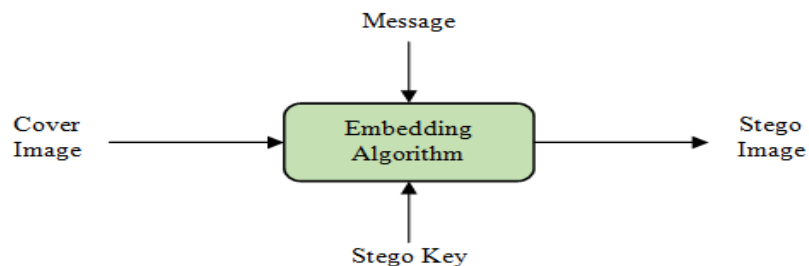 Message
Cover
Image
Embedding
Algorithm
Stego
Image
Stego Key